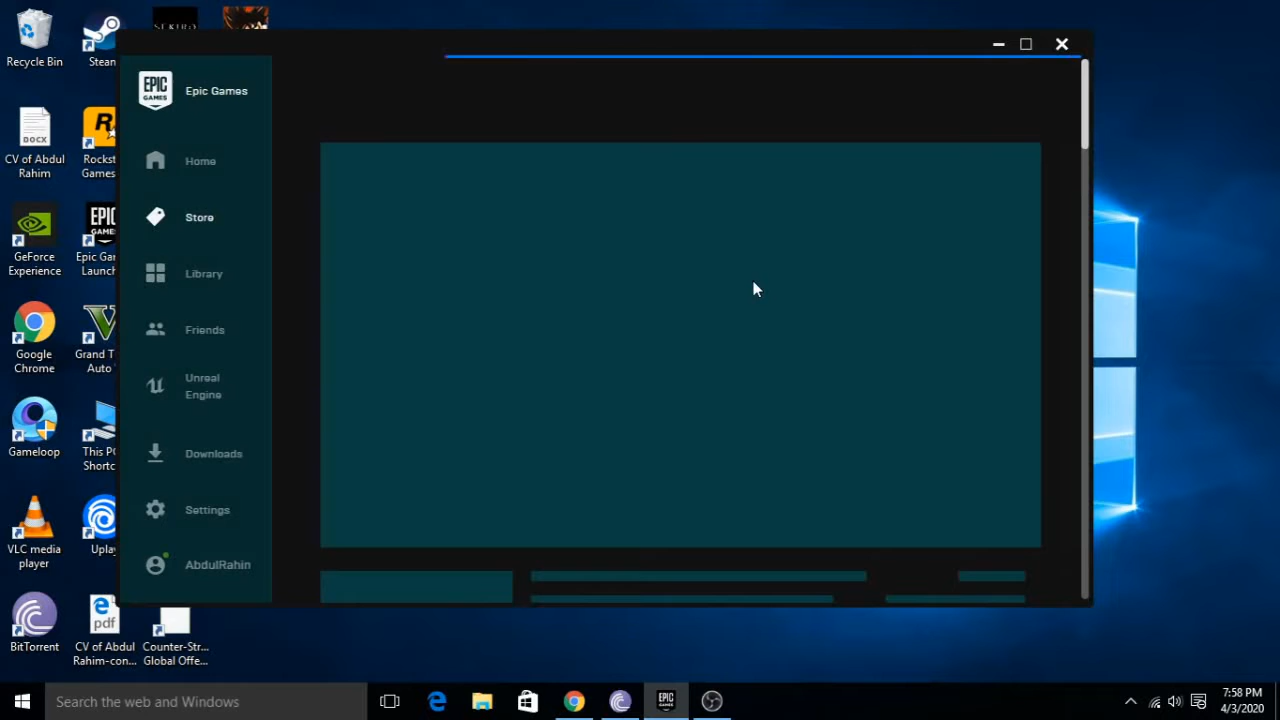 Recycle Bin
Steam
SEKIRO
CV of Abdul
Rahim
DOCX
Rockst
Games
GeForce
Experience
EPIC
GAMES
Epic Gar
Launch
Google
Chrome
Grand T
Auto
Gameloop
This PC
Shortc
VLC media
player
Uplay
BitTorrent
pdf
CV of Abdul
Rahim-con...
Counter-Str...
Global Offe...
EPIC
GAMES
Epic Games
Home
Store
Library
Friends
Unreal
Engine
Downloads
Settings
AbdulRahin
Search the web and Windows
EPIC
GAMES
7:58 PM
4/3/2020